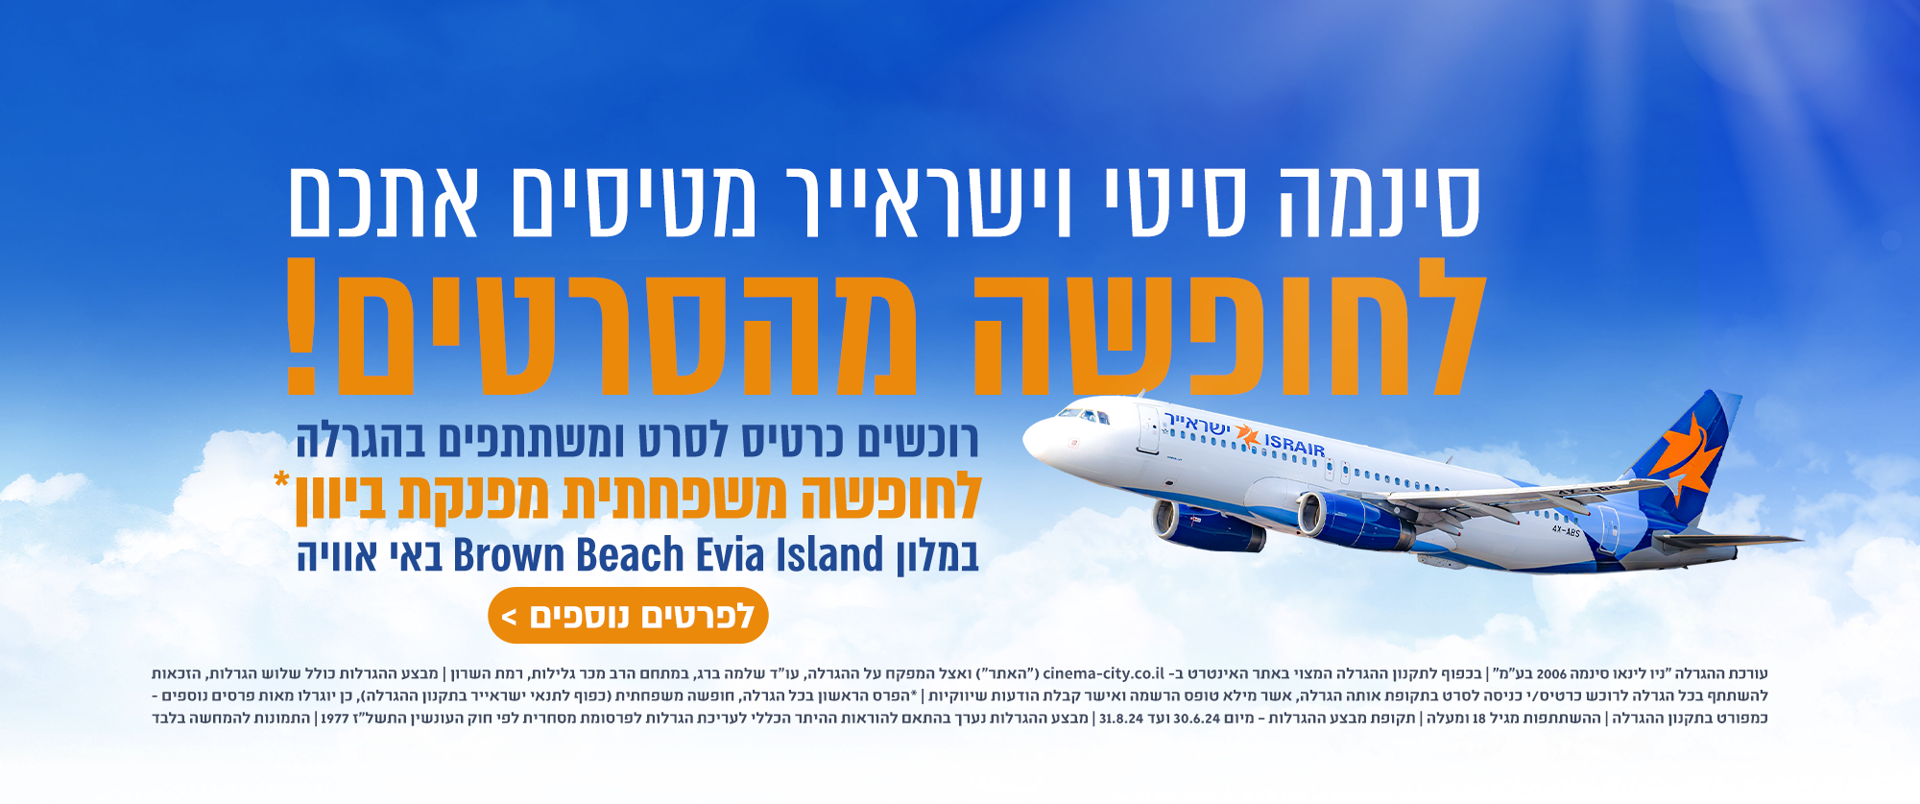 סינמה סיטי וישראייר מטיסים אתכם
לחופשה מהסרטים!
רוכשים כרטיס לסרט ומשתתפים בהגרלה
לחופשה משפחתית מפנקת ביוון*
במלון Brown Beach Evia Island באי אוויה
לפרטים נוספים >
ישראייר ISRAIR
4X-ABS
עורכת ההגרלה "ניו לינאו סינמה 2006 בע"מ" | בכפוף לתקנון ההגרלה המצוי באתר האינטרט ב- cinema-city.co.il ("האתר") ואצל המפקח על ההגרלה, עו"ד שלמה ברג, במתחם הרב מכר גלילות, רמת השרון | מבצע ההגרלות כולל שלוש הגרלות, הזכאות
להשתתף בכל הגרלה לרוכש כרטיס/י כניסה לסרט בתקופת אותה הגרלה, אשר מילא טופס הרשמה ואישר קבלת הודעות שיווקיות | *הפרס הראשון בכל הגרלה, חופשה משפחתית (כפוף לתנאי ישראייר בתקנון ההגרלה), כן יוגרלו מאות פרסים נוספים -
כמפורט בתקנון ההגרלה | ההשתתפות מגיל 18 ומעלה | תקופת מבצע ההגרלות - מיום 30.6.24 ועד 31.8.24 | מבצע ההגרלות נערך בהתאם להוראות ההיתר הכללי לעריכת הגרלות לפרסומת מסחרית לפי חוק העונשין התשל"ז 1977 | התמונות להמחשה בלבד